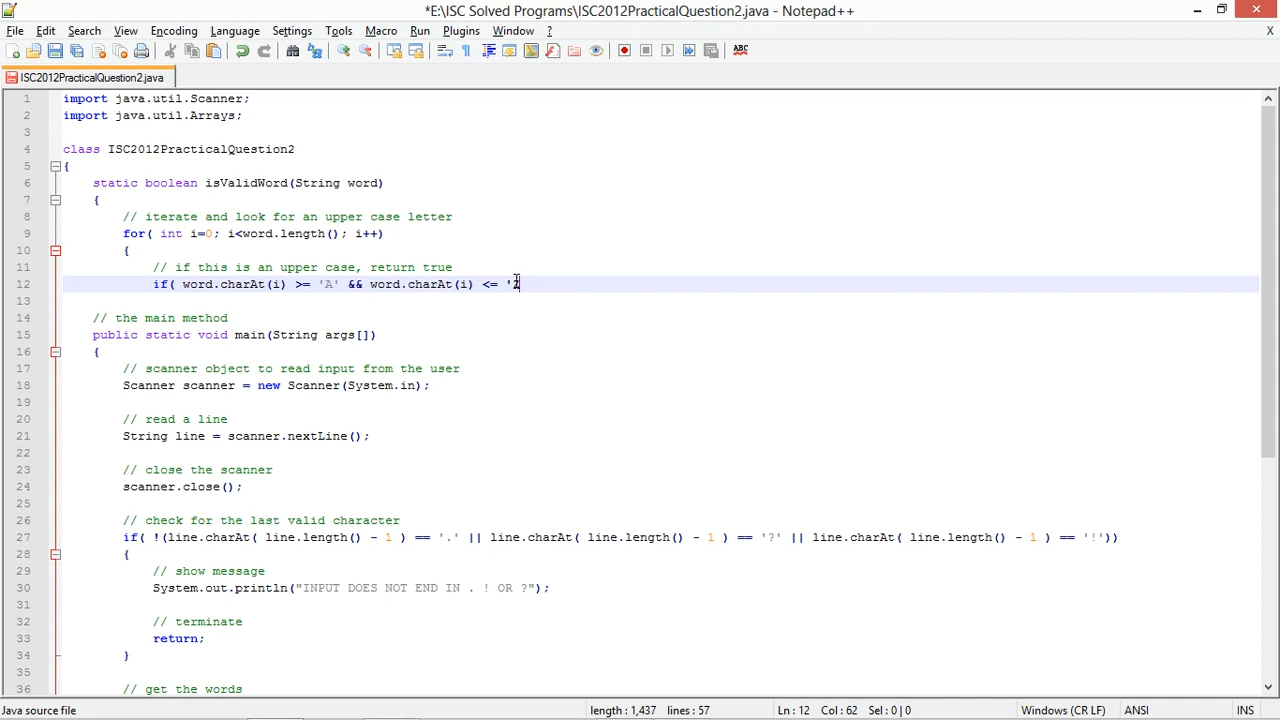 *E:\ISC Solved Programs\ISC2012PracticalQuestion2.java - Notepad++
File Edit Search View Encoding Language Settings Tools Macro Run Plugins Window ? X
ABC
ISC2012PracticalQuestion2.java
1 import java.util.Scanner;
2 import java.util.Arrays;
3
4 class ISC2012PracticalQuestion2
5 {
6 static boolean isValidWord(String word)
7 {
8 // iterate and look for an upper case letter
9 for( int i=0; i<word.length(); i++)
10 {
11 // if this is an upper case, return true
12 if( word.charAt(i) >= 'A' && word.charAt(i) <= 'Z
13
14 // the main method
15 public static void main(String args[])
16 {
17 // scanner object to read input from the user
18 Scanner scanner = new Scanner(System.in);
19
20 // read a line
21 String line = scanner.nextLine();
22
23 // close the scanner
24 scanner.close();
25
26 // check for the last valid character
27 if( !(line.charAt( line.length() - 1 ) == '.' || line.charAt( line.length() - 1 ) == '?' || line.charAt( line.length() - 1 ) == '!'))
28 {
29 // show message
30 System.out.println("INPUT DOES NOT END IN . ! OR ?");
31
32 // terminate
33 return;
34 }
35
36 // get the words
Java source file length : 1,437 lines : 57 Ln : 12 Col : 62 Sel : 0 | 0 Windows (CR LF) ANSI INS